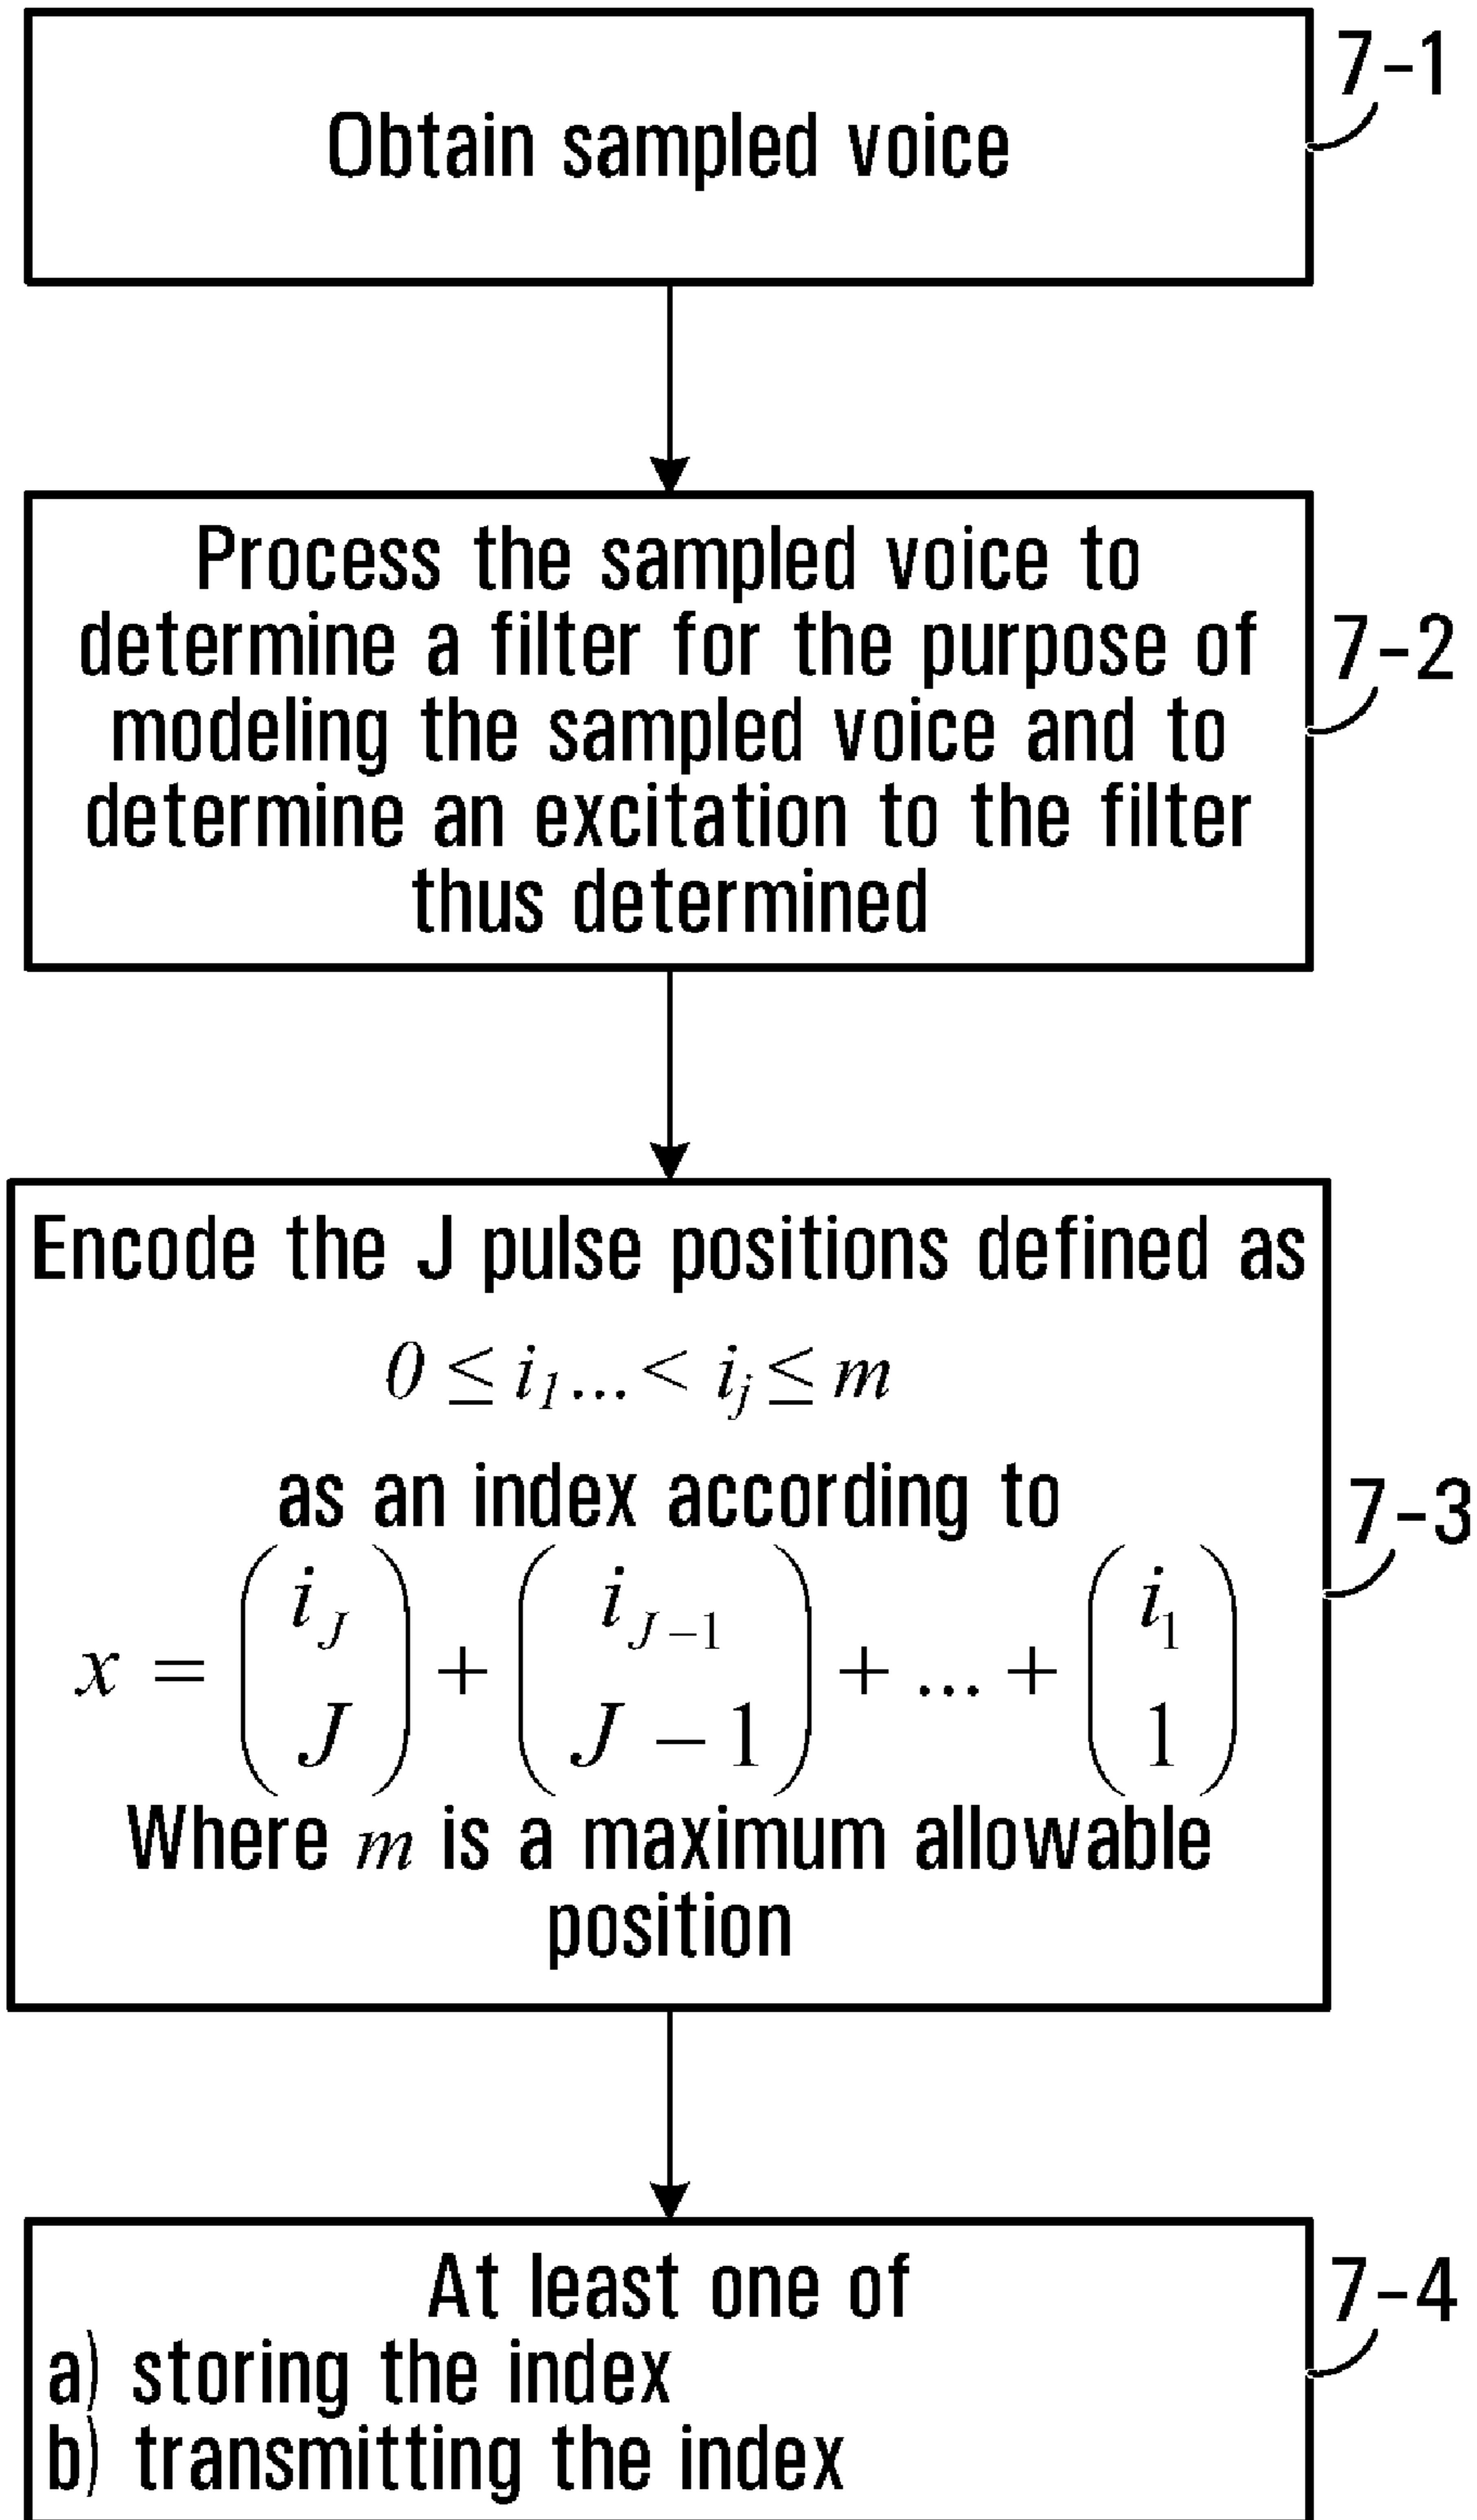 Obtain sampled voice
7-1
Process the sampled voice to
determine a filter for the purpose of
modeling the sampled voice and to
determine an excitation to the filter
thus determined
7-2
Encode the J pulse positions defined as
0 ≤ i₁... < iⱼ ≤ m
as an index according to
x = (i_J J) + (i_{J-1} J-1) + ... + (i_1 1)
Where m is a maximum allowable
position
7-3
At least one of
a) storing the index
b) transmitting the index
7-4